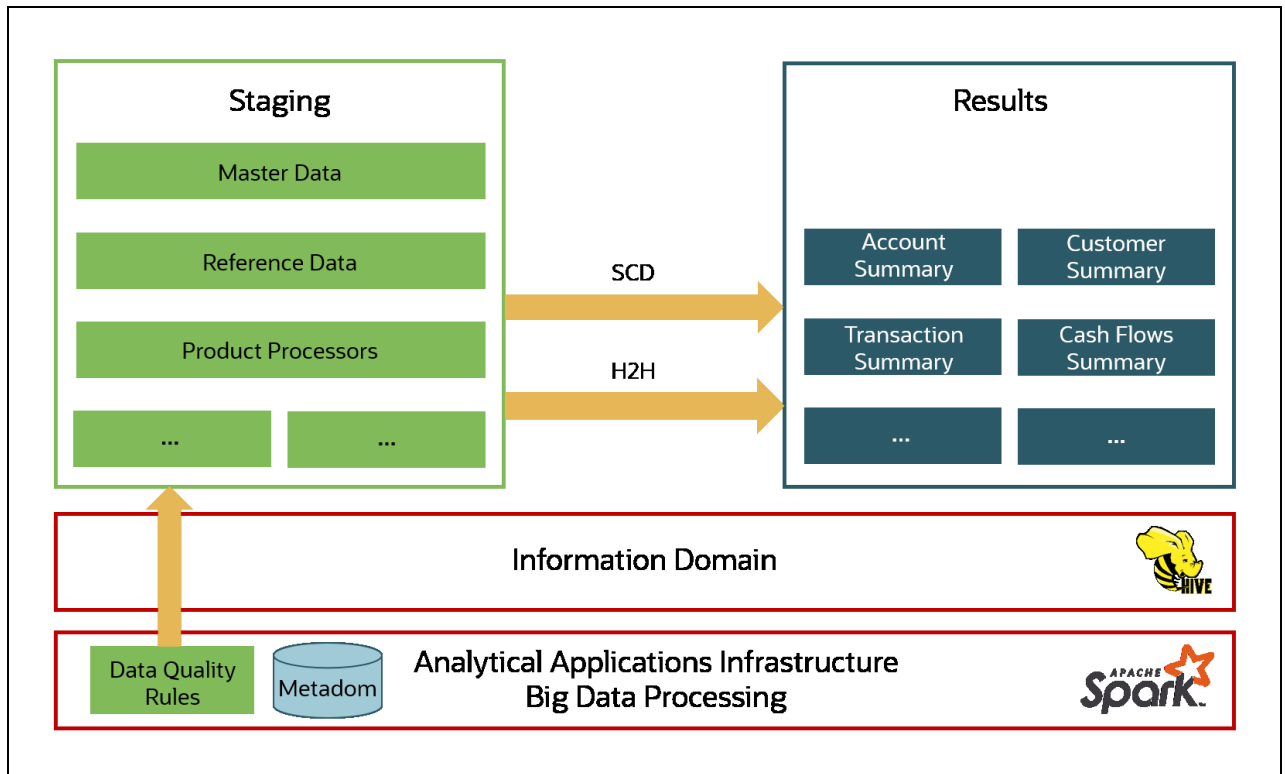 Staging
Master Data
Reference Data
Product Processors
...
...
SCD
H2H
Results
Account
Summary
Customer
Summary
Transaction
Summary
Cash Flows
Summary
...
...
Information Domain
HIVE
Data Quality
Rules
Metadom
Analytical Applications Infrastructure
Big Data Processing
APACHE
Spark™